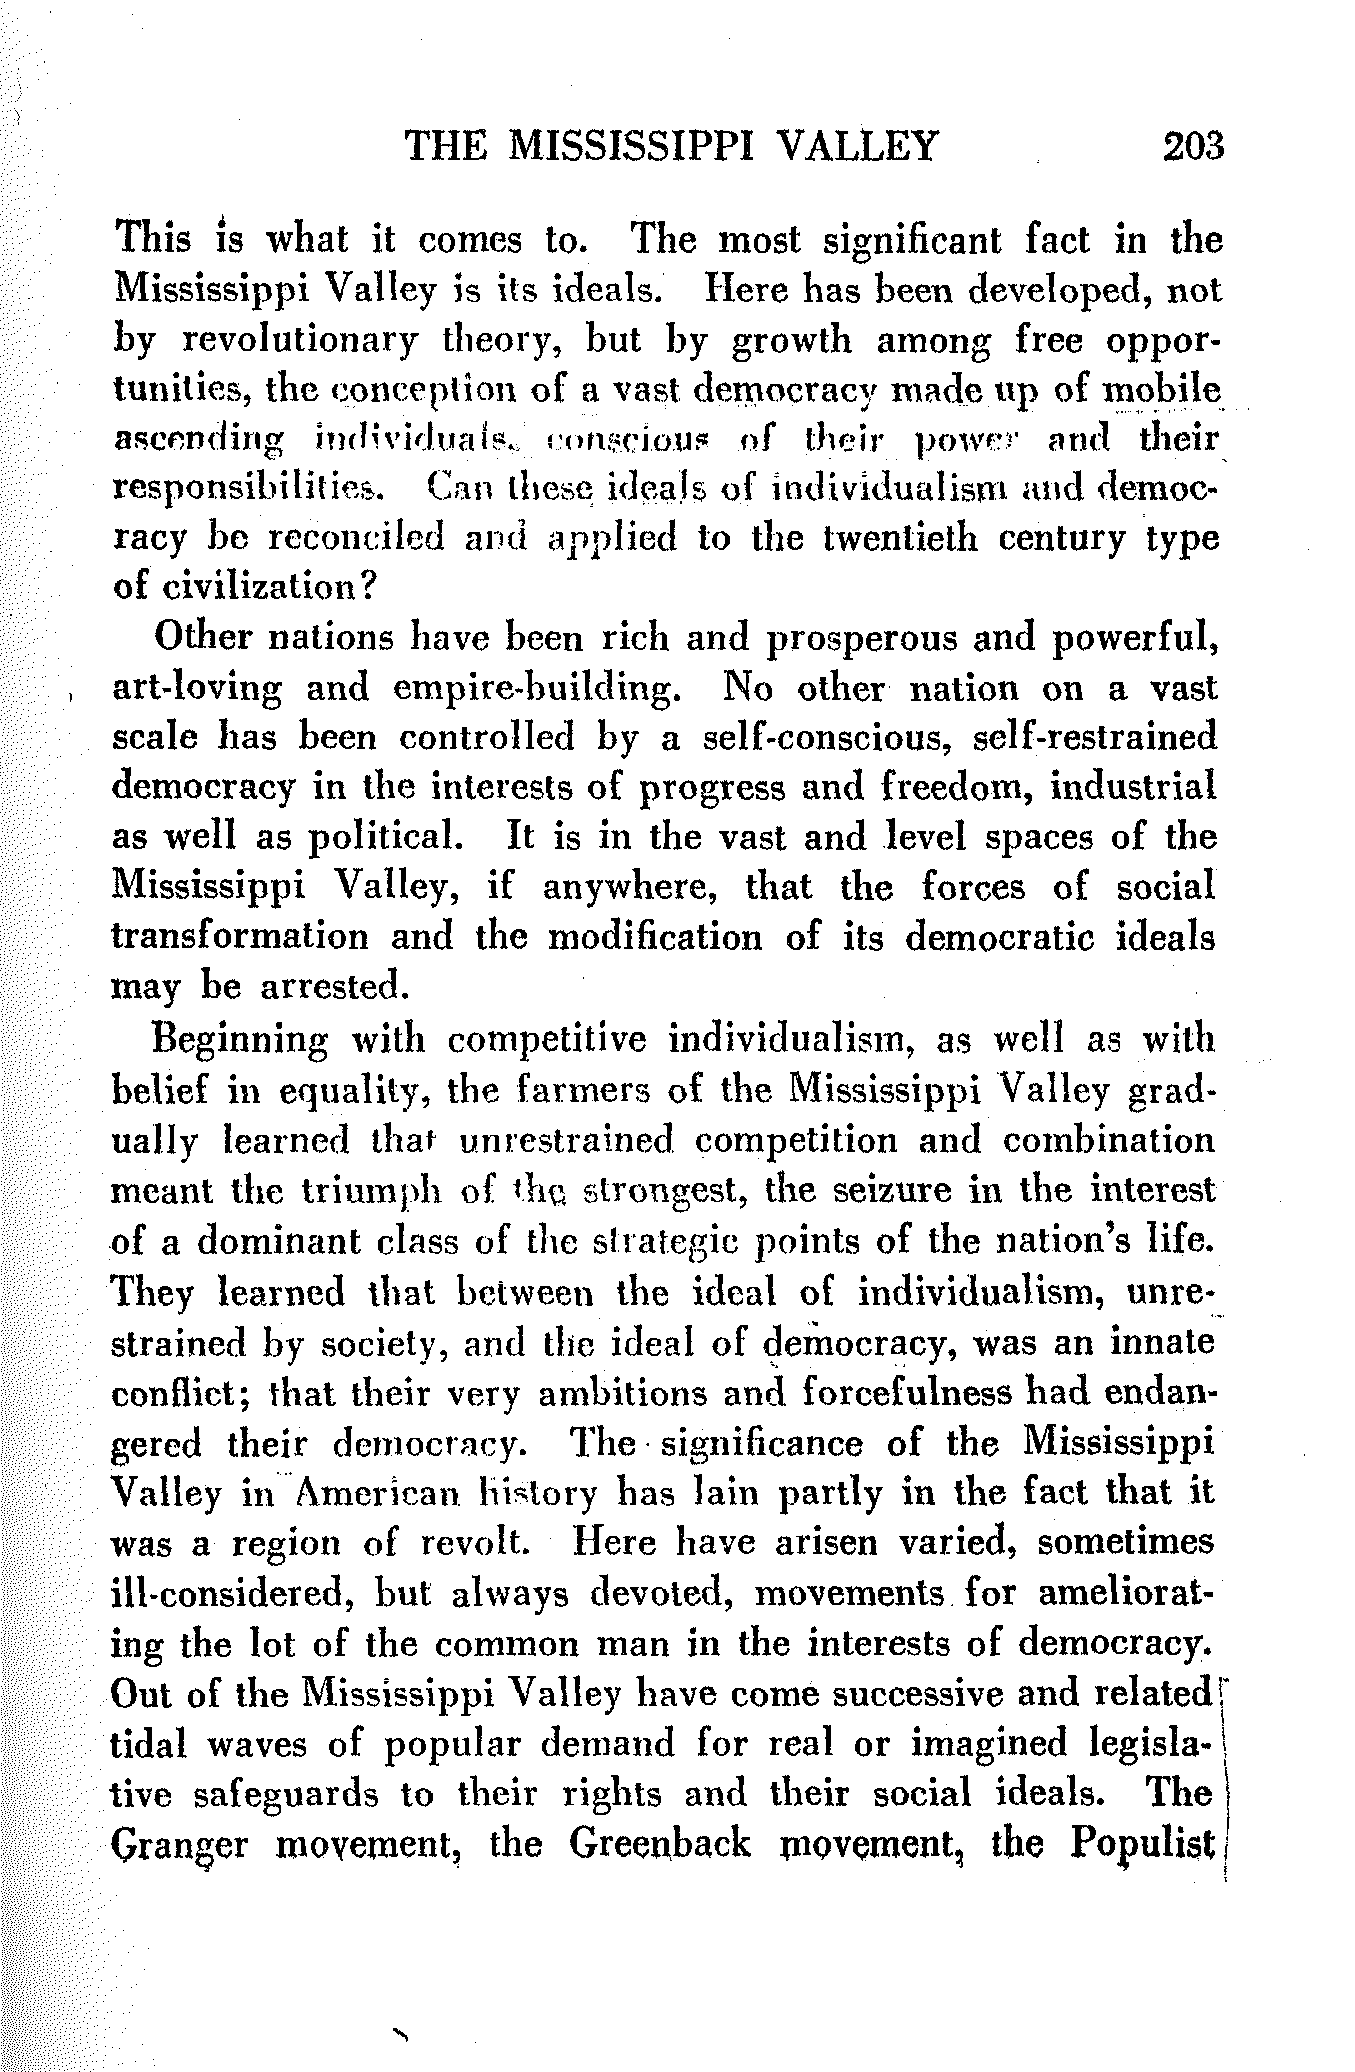 THE MISSISSIPPI VALLEY 203
This is what it comes to. The most significant fact in the
Mississippi Valley is its ideals. Here has been developed, not
by revolutionary theory, but by growth among free oppor-
tunities, the conception of a vast democracy made up of mobile
ascending individuals, conscious of their power and their
responsibilities. Can these ideals of individualism and democ-
racy be reconciled and applied to the twentieth century type
of civilization?
Other nations have been rich and prosperous and powerful,
art-loving and empire-building. No other nation on a vast
scale has been controlled by a self-conscious, self-restrained
democracy in the interests of progress and freedom, industrial
as well as political. It is in the vast and level spaces of the
Mississippi Valley, if anywhere, that the forces of social
transformation and the modification of its democratic ideals
may be arrested.
Beginning with competitive individualism, as well as with
belief in equality, the farmers of the Mississippi Valley grad-
ually learned that unrestrained competition and combination
meant the triumph of the strongest, the seizure in the interest
of a dominant class of the strategic points of the nation's life.
They learned that between the ideal of individualism, unre-
strained by society, and the ideal of democracy, was an innate
conflict; that their very ambitions and forcefulness had endan-
gered their democracy. The significance of the Mississippi
Valley in American history has lain partly in the fact that it
was a region of revolt. Here have arisen varied, sometimes
ill-considered, but always devoted, movements for ameliorat-
ing the lot of the common man in the interests of democracy.
Out of the Mississippi Valley have come successive and related
tidal waves of popular demand for real or imagined legisla-
tive safeguards to their rights and their social ideals. The
Granger movement, the Greenback movement, the Populist